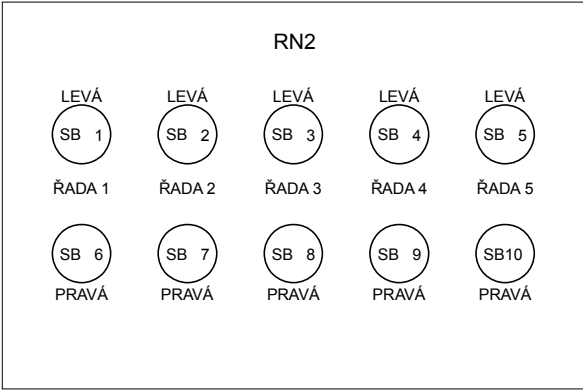 RN2
LEVÁ LEVÁ LEVÁ LEVÁ LEVÁ
SB 1 SB 2 SB 3 SB 4 SB 5
ŘADA 1 ŘADA 2 ŘADA 3 ŘADA 4 ŘADA 5
SB 6 SB 7 SB 8 SB 9 SB10
PRAVÁ PRAVÁ PRAVÁ PRAVÁ PRAVÁ